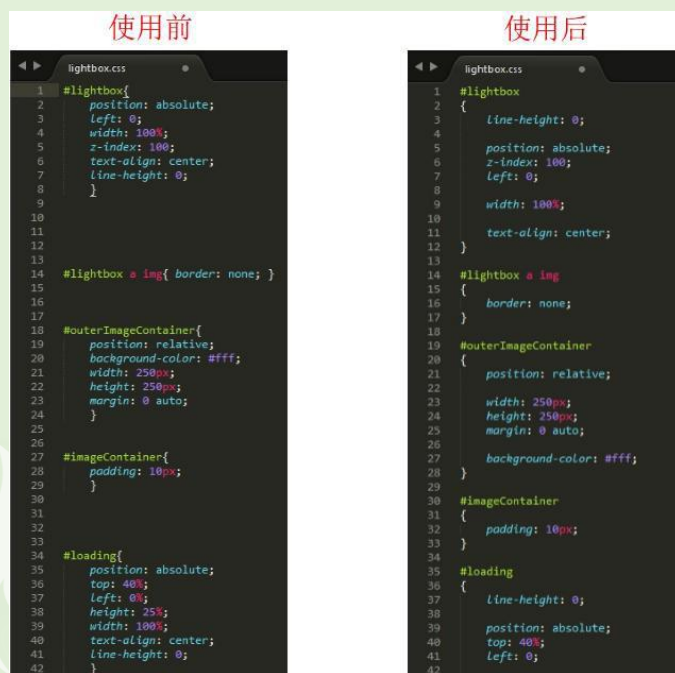 使用前
lightbox.css
1 #lightbox{
2 position: absolute;
3 left: 0;
4 width: 100%;
5 z-index: 100;
6 text-align: center;
7 line-height: 0;
8 }
9
10
11
12
13
14 #lightbox a img{ border: none; }
15
16
17
18 #outerImageContainer{
19 position: relative;
20 background-color: #fff;
21 width: 250px;
22 height: 250px;
23 margin: 0 auto;
24 }
25
26
27 #imageContainer{
28 padding: 10px;
29 }
30
31
32
33
34 #loading{
35 position: absolute;
36 top: 40%;
37 left: 0%;
38 height: 25%;
39 width: 100%;
40 text-align: center;
41 line-height: 0;
42 }
使用后
lightbox.css
1 #lightbox
2 {
3 line-height: 0;
4
5 position: absolute;
6 z-index: 100;
7 left: 0;
8
9 width: 100%;
10
11 text-align: center;
12 }
13
14 #lightbox a img
15 {
16 border: none;
17 }
18
19 #outerImageContainer
20 {
21 position: relative;
22
23 width: 250px;
24 height: 250px;
25 margin: 0 auto;
26
27 background-color: #fff;
28 }
29
30 #imageContainer
31 {
32 padding: 10px;
33 }
34
35 #loading
36 {
37 line-height: 0;
38
39 position: absolute;
40 top: 40%;
41 left: 0;
42